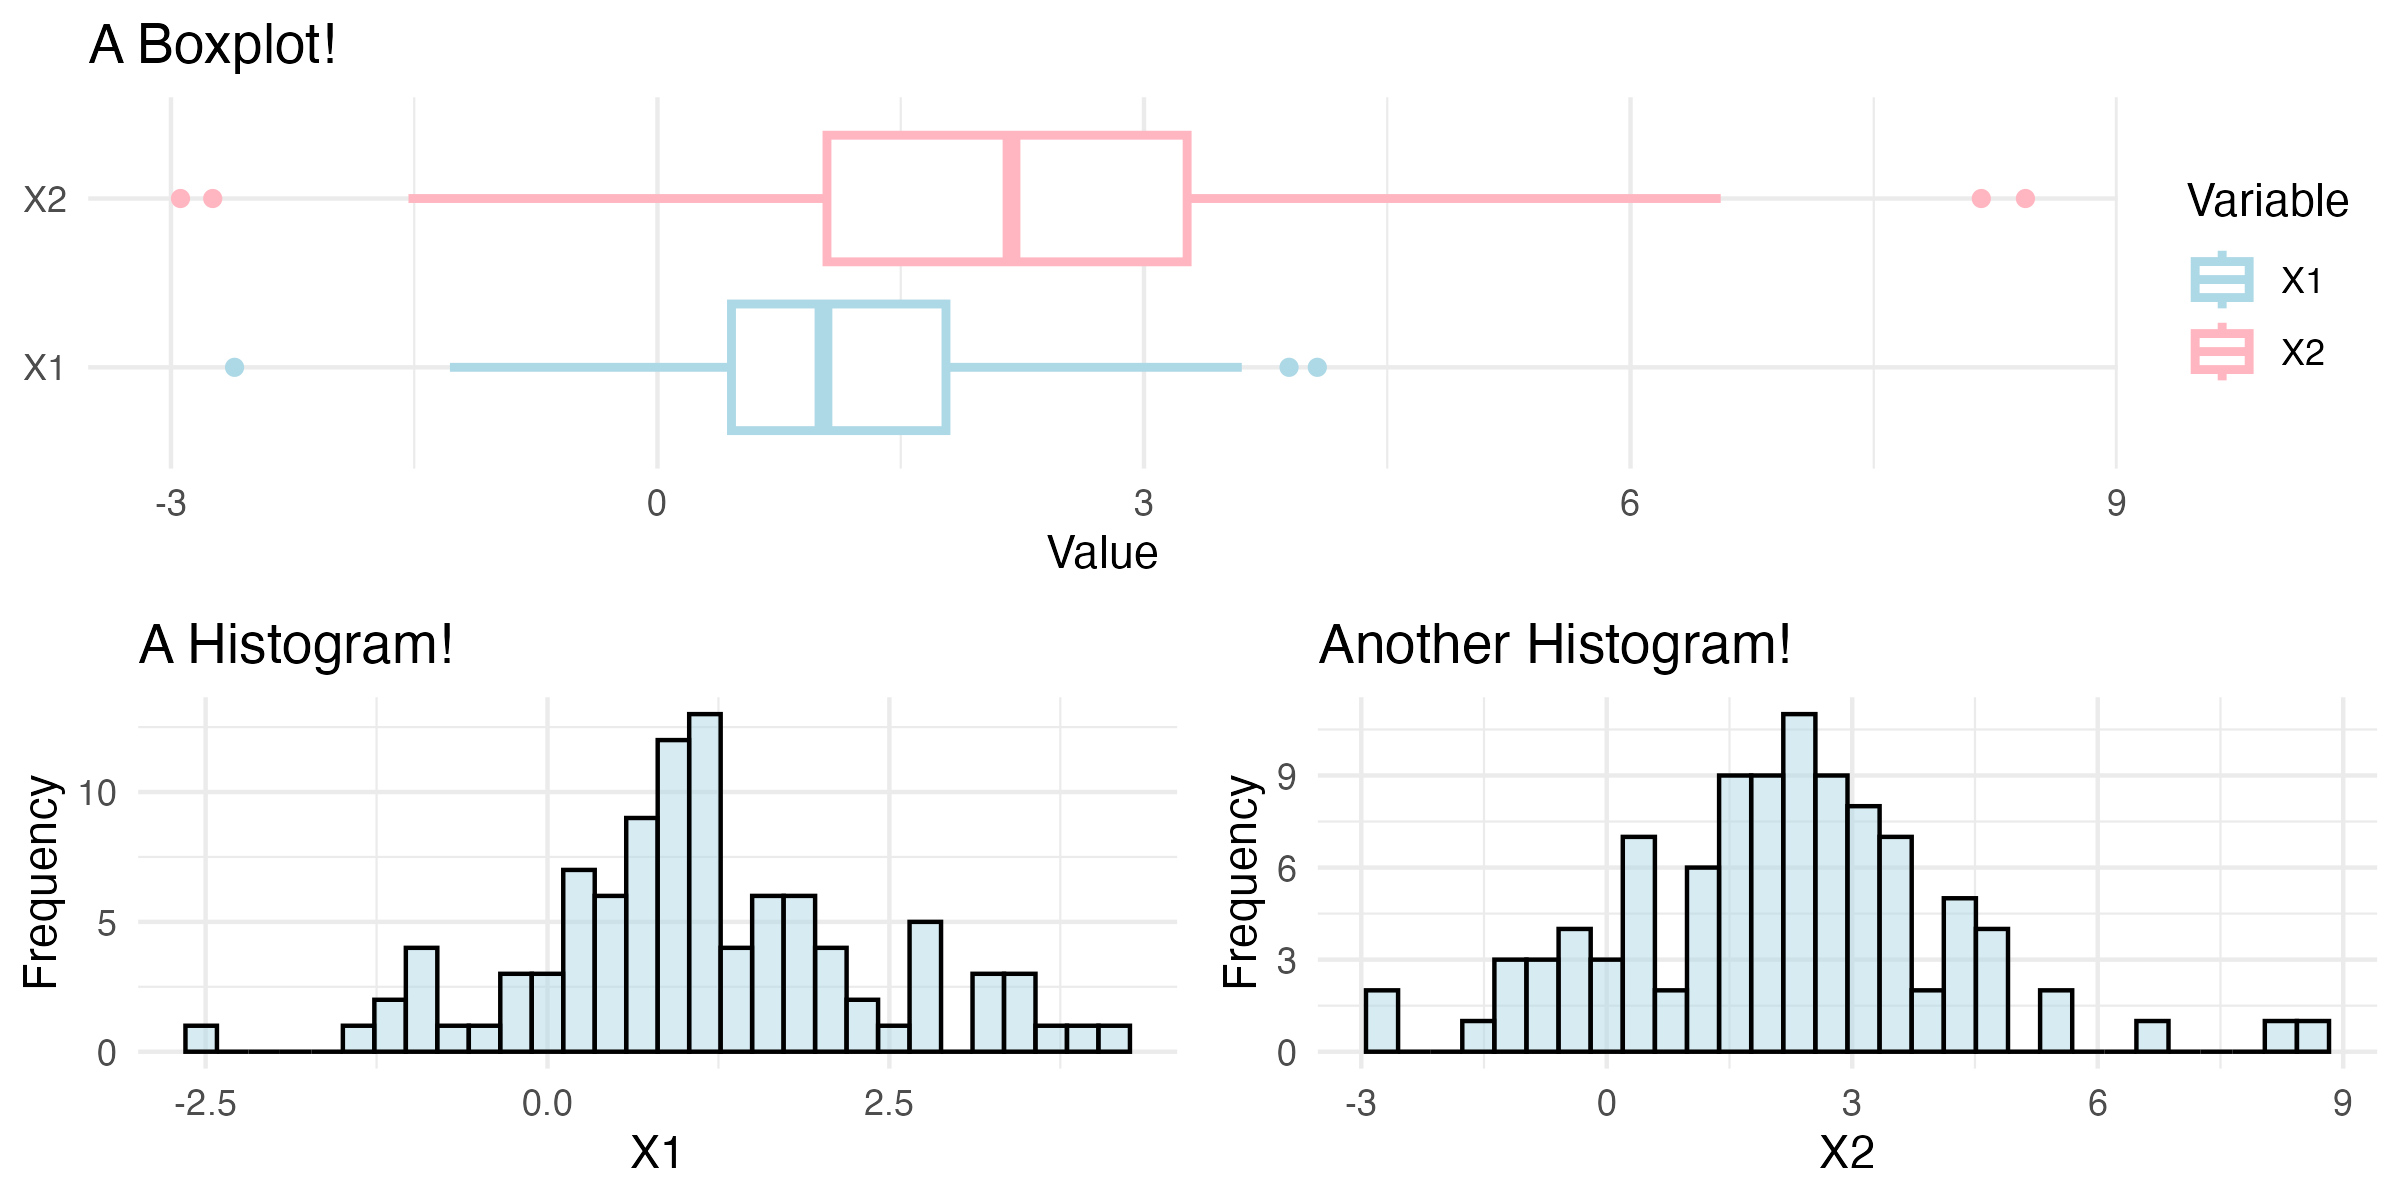 A Boxplot!
X2
X1
-3 0 3 6 9
Value
Variable
X1
X2
A Histogram!
Frequency
10
5
0
-2.5 0.0 2.5
X1
Another Histogram!
Frequency
9
6
3
0
-3 0 3 6 9
X2